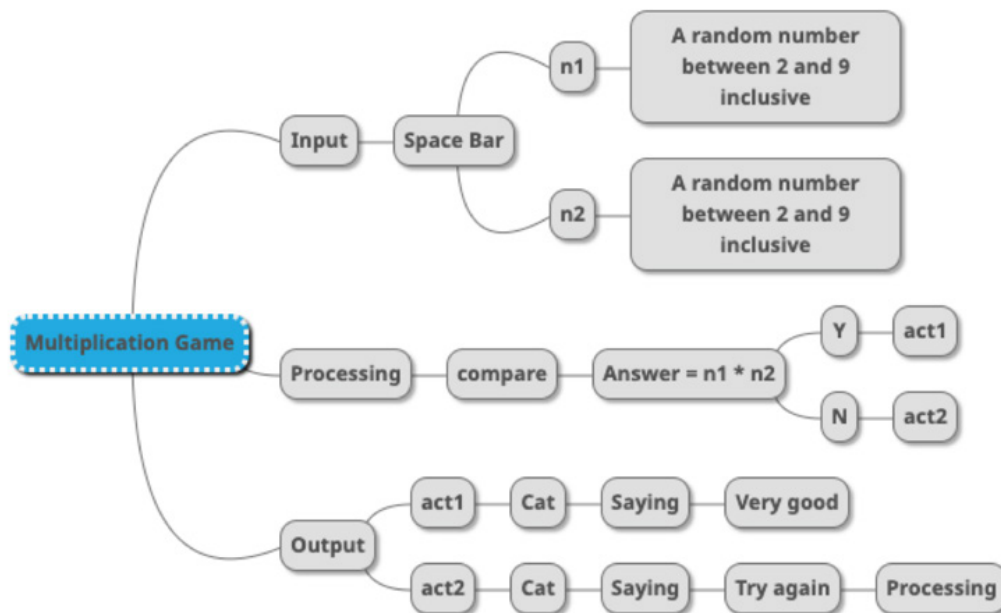 Multiplication Game
Input
Space Bar
n1
A random number
between 2 and 9
inclusive
n2
A random number
between 2 and 9
inclusive
Processing
compare
Answer = n1 * n2
Y
act1
N
act2
Output
act1
Cat
Saying
Very good
act2
Cat
Saying
Try again
Processing